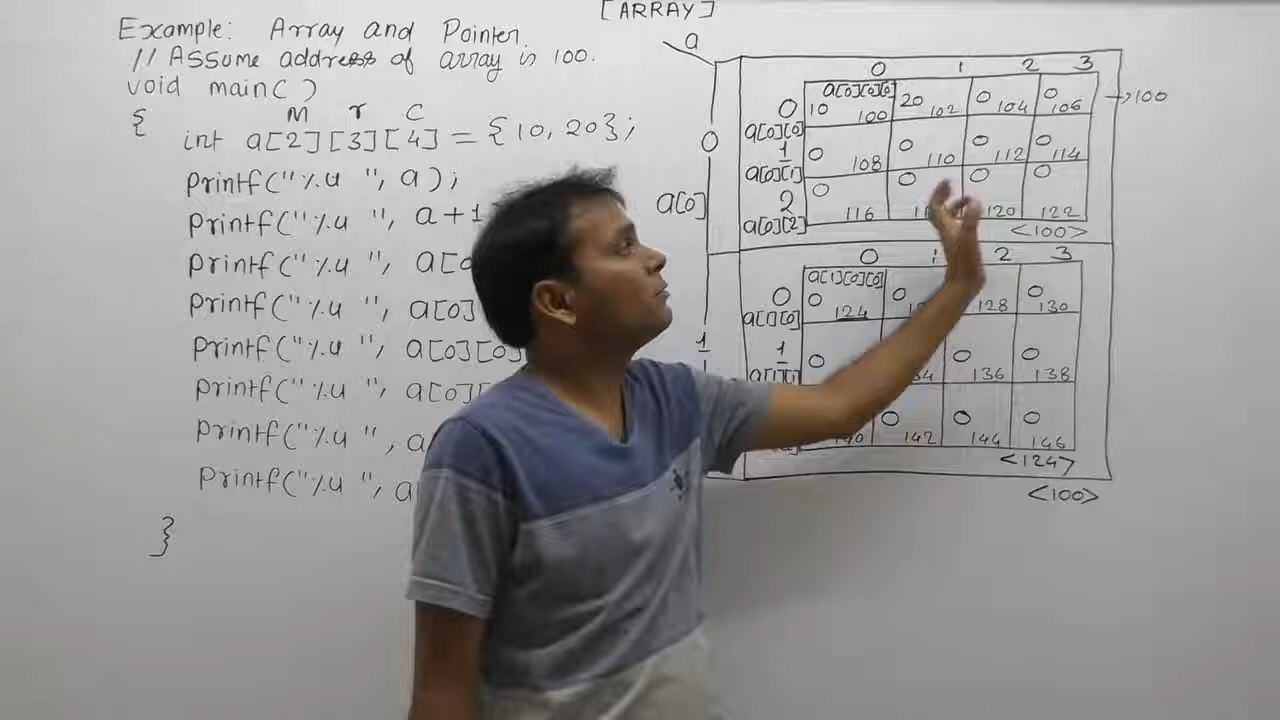 [ARRAY]
Example: Array and Pointer.
// Assume address of array is 100.
void main()
{
M r C
int a[2][3][4] = {10, 20};
printf("%u ", a);
printf("%u ", a+1
printf("%u ", a[0
printf("%u ", a[0]
printf("%u ", a[0][0]
printf("%u ", a[0][
printf("%u ", a
printf("%u ", a
}
a
0 1 2 3
a[0][0][0]
0 10 100 20 102 0 104 0 106 → 100
a[0][0]
1 0 108 0 110 0 112 0 114
a[0][1]
0
a[0]
2 0 116 0 0 120 0 122
a[0][2]
<100>
0 1 2 3
a[1][0][0]
0 0 124 0 128 0 130
a[1][0]
1
1 0 0 136 0 138
a[1][1]
140 0 142 0 144 0 146
<124>
<100>